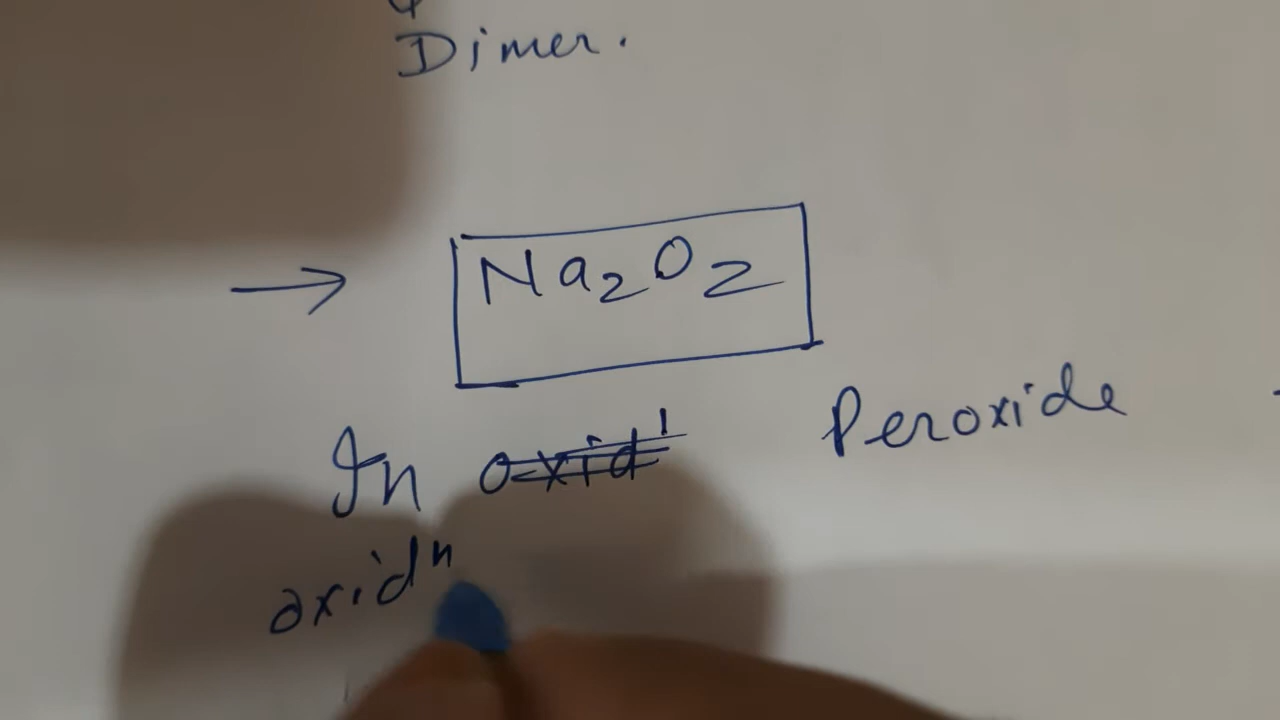 Dimer.
→ Na₂O₂
In oxid' Peroxide
oxidⁿ